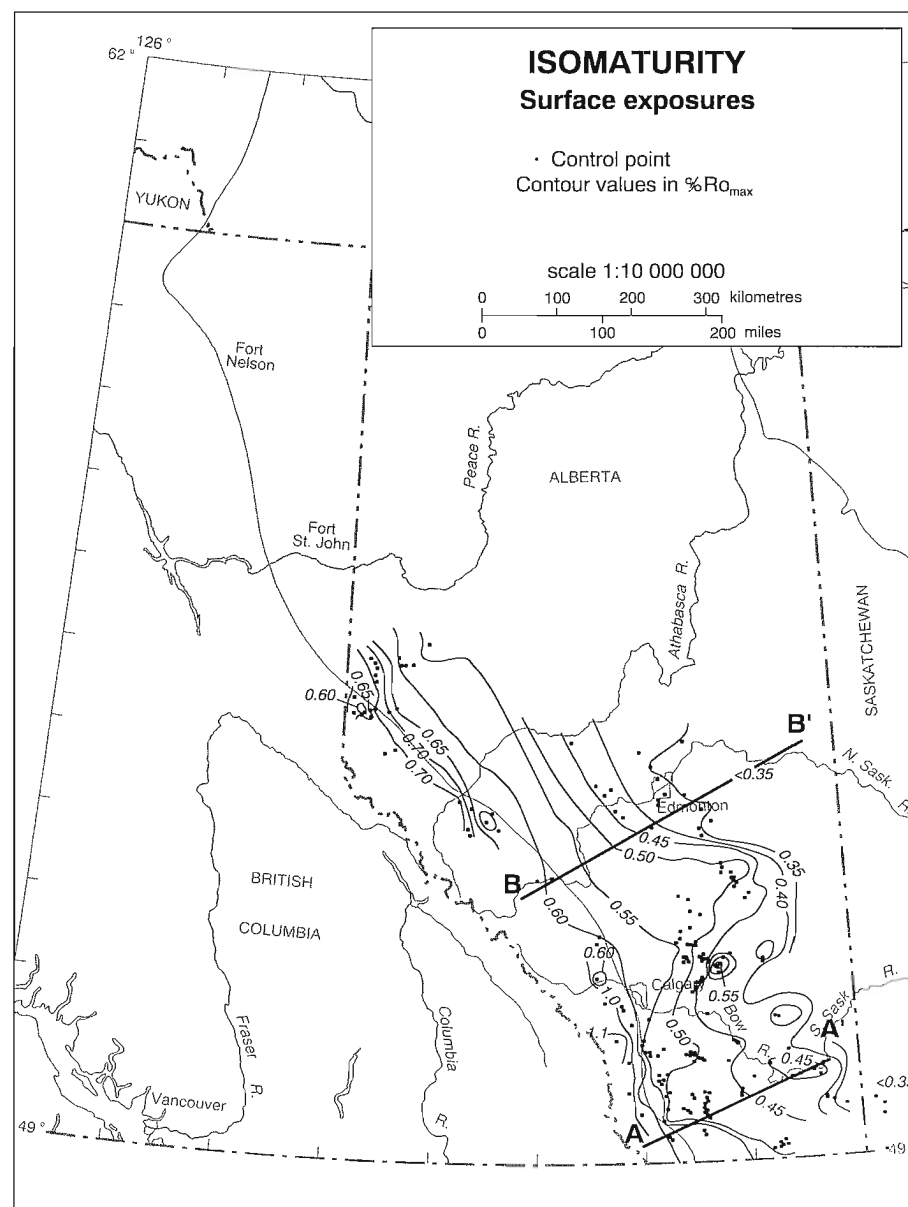 126 °
62 °
ISOMATURITY
Surface exposures
· Control point
Contour values in %Romax
scale 1:10 000 000
0 100 200 300 kilometres
0 100 200 miles
YUKON
Fort
Nelson
Peace R.
ALBERTA
Fort
St. John
Athabasca R.
SASKATCHEWAN
0.60
0.65
0.65
0.70
0.70
B'
N. Sask.
R.
<0.35
Edmonton
0.45
0.50
0.35
0.40
B
BRITISH
COLUMBIA
0.60
0.55
0.60
Calgary
1.0
0.55
Bow
R.
S. Sask
R.
A
1.1
0.50
0.45
0.45
Fraser
R.
Columbia
R.
Vancouver
A
49 °
49